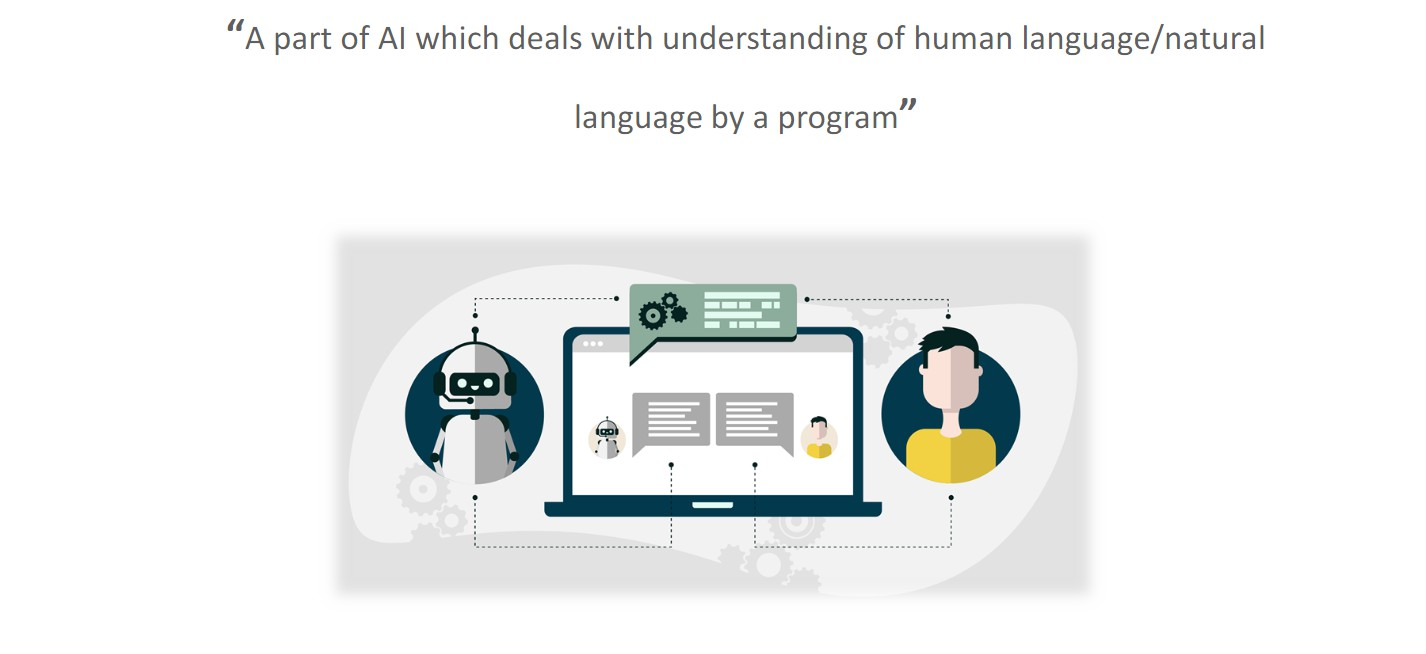 “A part of AI which deals with understanding of human language/natural
language by a program”